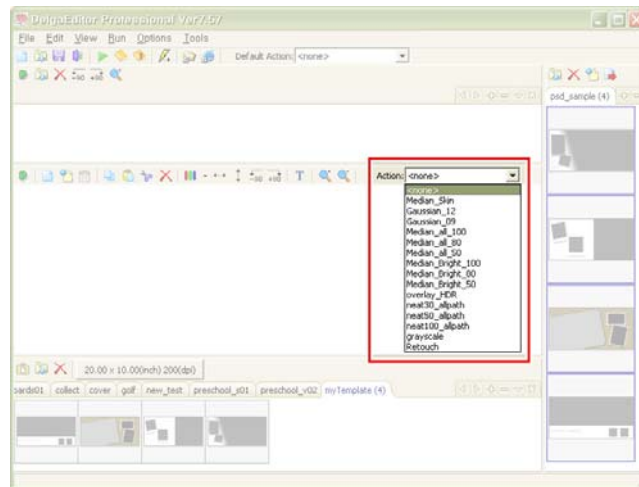 DalgaEditor Professional Ver7.57
File Edit View Run Options Tools
Default Action: <none>
psd_sample (4)
Action: <none>
<none>
Median_Skin
Gaussian_12
Gaussian_09
Median_all_100
Median_all_80
Median_all_50
Median_Bright_100
Median_Bright_80
Median_Bright_50
overlay_HDR
neat30_allpath
neat50_allpath
neat100_allpath
grayscale
Retouch
20.00 x 10.00(inch) 200(dpi)
collect cover golf new_test preschool_s01 preschool_v02 myTemplate (4)